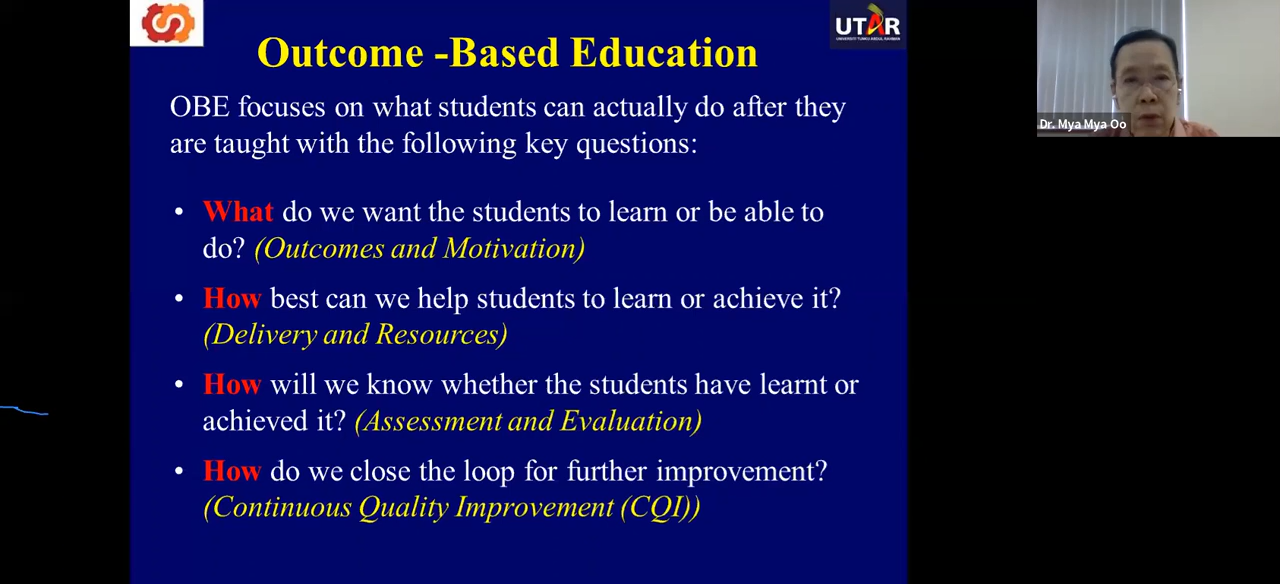 UTAR
UNIVERSITI TUNKU ABDUL RAHMAN
Outcome -Based Education
OBE focuses on what students can actually do after they
are taught with the following key questions:
• What do we want the students to learn or be able to
do? (Outcomes and Motivation)
• How best can we help students to learn or achieve it?
(Delivery and Resources)
• How will we know whether the students have learnt or
achieved it? (Assessment and Evaluation)
• How do we close the loop for further improvement?
(Continuous Quality Improvement (CQI))
Dr. Mya Mya Oo